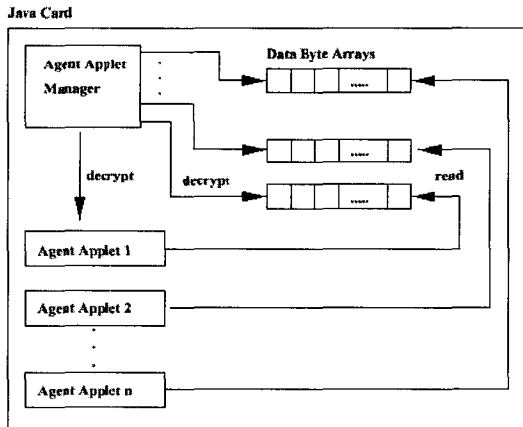 Java Card
Agent Applet
Manager
Data Byte Arrays
.....
.....
decrypt
decrypt
.....
read
Agent Applet 1
Agent Applet 2
Agent Applet n